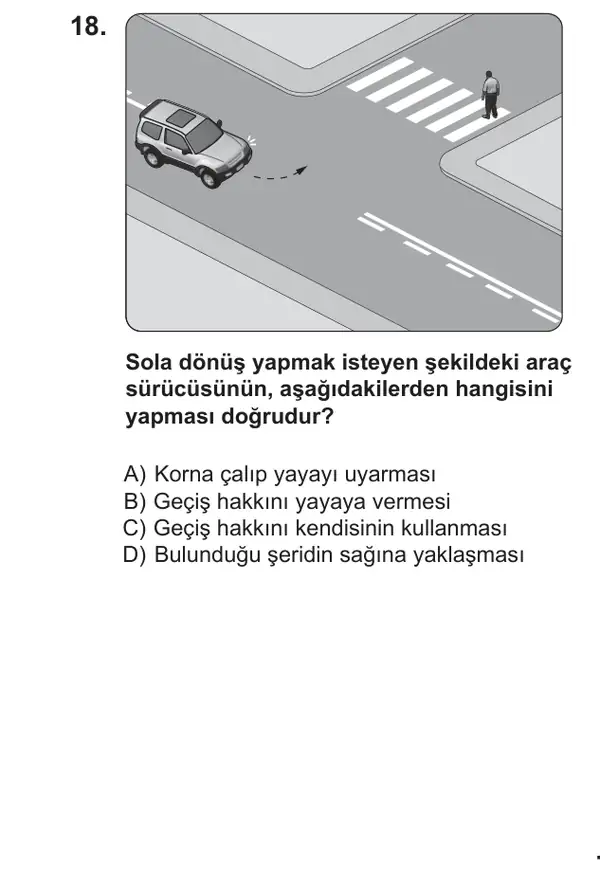 18.
Sola dönüş yapmak isteyen şekildeki araç
sürücüsünün, aşağıdakilerden hangisini
yapması doğrudur?
A) Korna çalıp yayayı uyarması
B) Geçiş hakkını yayaya vermesi
C) Geçiş hakkını kendisinin kullanması
D) Bulunduğu şeridin sağına yaklaşması